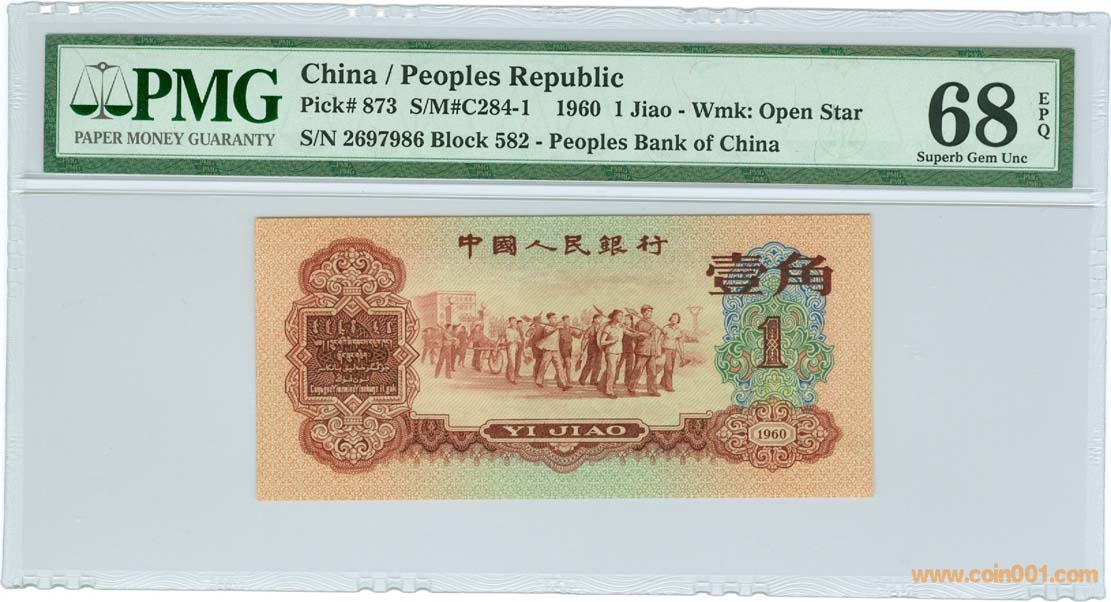 PMG
PAPER MONEY GUARANTY
China / Peoples Republic
Pick# 873 S/M#C284-1 1960 1 Jiao - Wmk: Open Star
S/N 2697986 Block 582 - Peoples Bank of China
68
EPQ
Superb Gem Unc
中國人民銀行
壹角
1
YI JIAO
1960
www.coin001.com